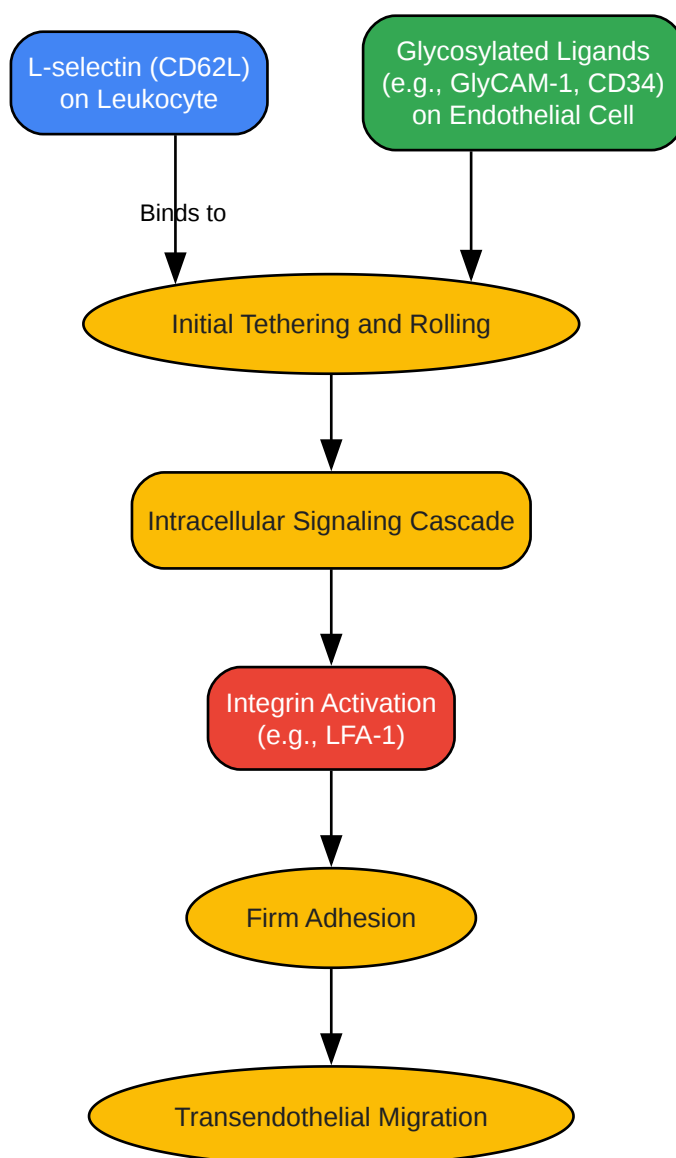 L-selectin (CD62L)
on Leukocyte
Glycosylated Ligands
(e.g., GlyCAM-1, CD34)
on Endothelial Cell
Binds to
Initial Tethering and Rolling
Intracellular Signaling Cascade
Integrin Activation
(e.g., LFA-1)
Firm Adhesion
Transendothelial Migration